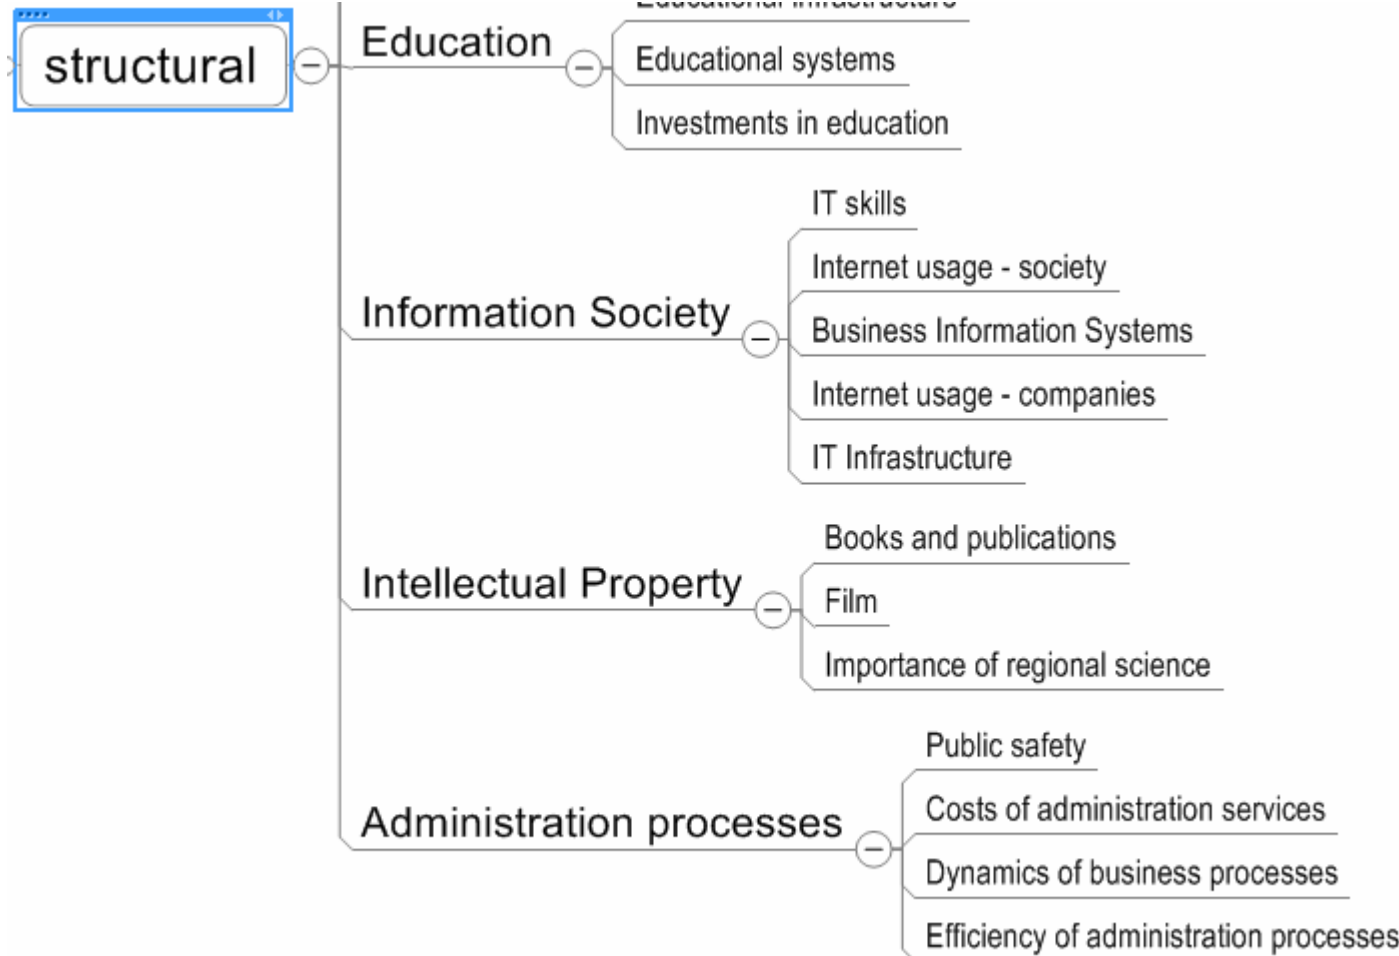 structural
Education
Educational infrastructure
Educational systems
Investments in education
Information Society
IT skills
Internet usage - society
Business Information Systems
Internet usage - companies
IT Infrastructure
Intellectual Property
Books and publications
Film
Importance of regional science
Administration processes
Public safety
Costs of administration services
Dynamics of business processes
Efficiency of administration processes